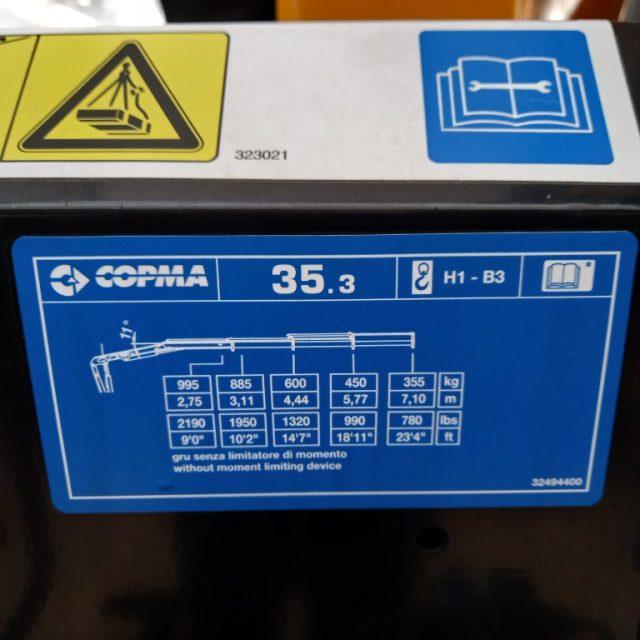 323021
COPMA 35.3 H1 - B3 *
11°
995 885 600 450 355 kg
2,75 3,11 4,44 5,77 7,10 m
2190 1950 1320 990 780 lbs
9'0" 10'2" 14'7" 18'11" 23'4" ft
gru senza limitatore di momento
without moment limiting device
32494400